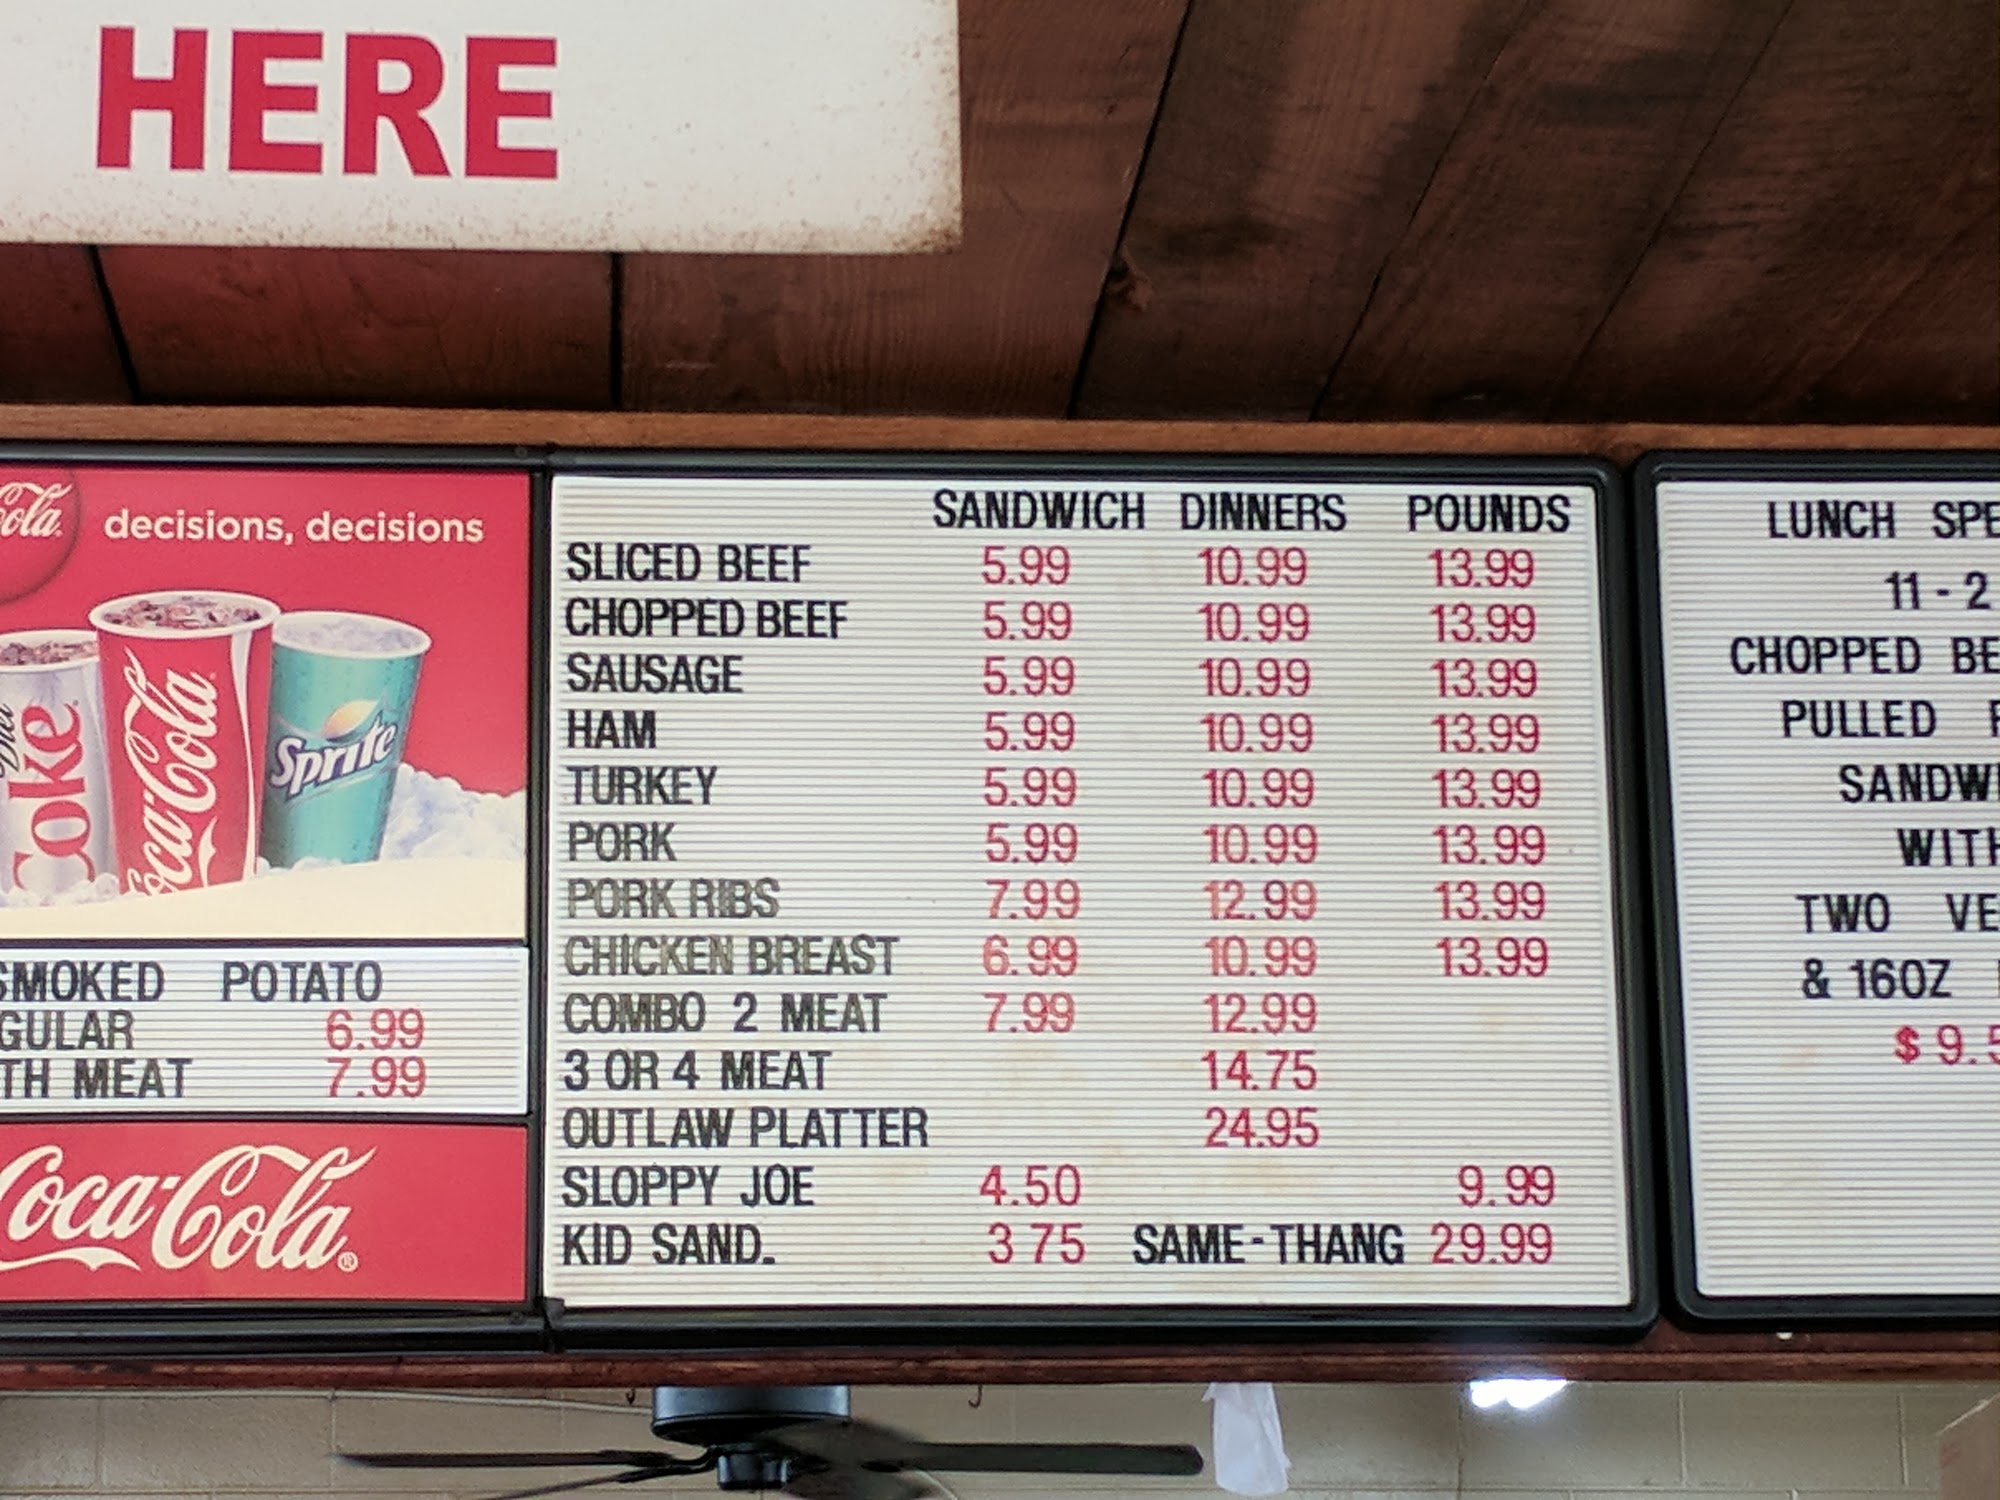 HERE
Cola
decisions, decisions
Diet Coke
Coca-Cola
Sprite
SMOKED POTATO
GULAR 6.99
TH MEAT 7.99
Coca-Cola
SANDWICH DINNERS POUNDS
SLICED BEEF 5.99 10.99 13.99
CHOPPED BEEF 5.99 10.99 13.99
SAUSAGE 5.99 10.99 13.99
HAM 5.99 10.99 13.99
TURKEY 5.99 10.99 13.99
PORK 5.99 10.99 13.99
PORK RIBS 7.99 12.99 13.99
CHICKEN BREAST 6.99 10.99 13.99
COMBO 2 MEAT 7.99 12.99
3 OR 4 MEAT 14.75
OUTLAW PLATTER 24.95
SLOPPY JOE 4.50 9.99
KID SAND. 3 75 SAME-THANG 29.99
LUNCH SPE
11 - 2
CHOPPED BE
PULLED
SANDWI
WITH
TWO VE
& 16OZ
$ 9.5